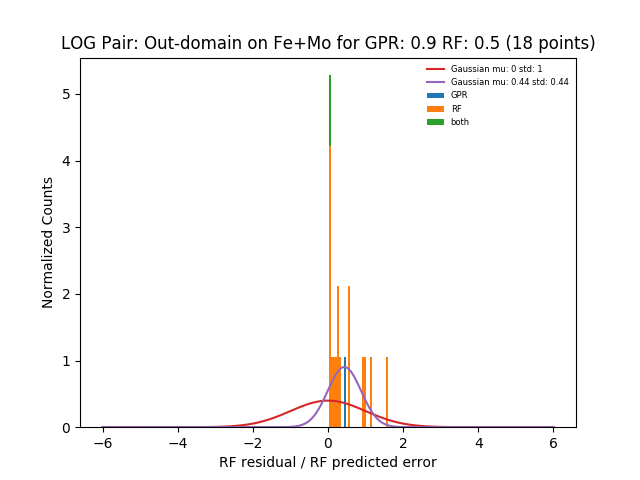 LOG Pair: Out-domain on Fe+Mo for GPR: 0.9 RF: 0.5 (18 points)
Gaussian mu: 0 std: 1
Gaussian mu: 0.44 std: 0.44
GPR
RF
both
Normalized Counts
5
4
3
2
1
0
−6 −4 −2 0 2 4 6
RF residual / RF predicted error